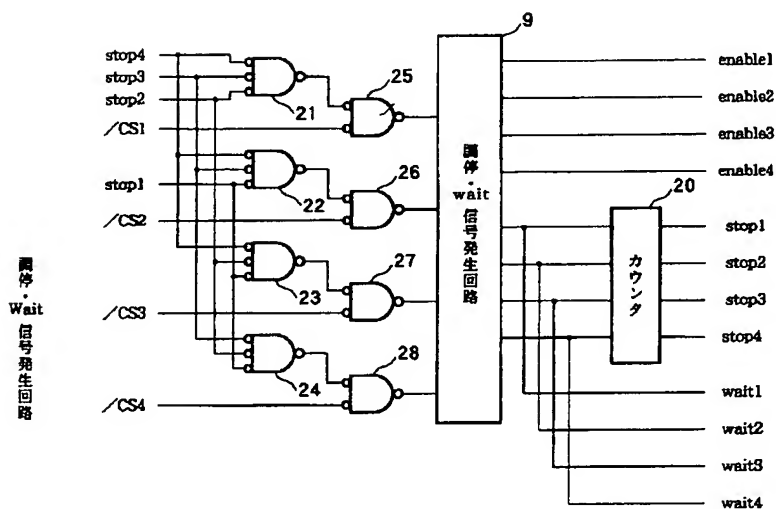 stop4
stop3
stop2
/CS1
stop1
/CS2
/CS3
/CS4
調停・Wait信号発生回路
21
22
23
24
25
26
27
28
9
調停・wait信号発生回路
enable1
enable2
enable3
enable4
20
カウンタ
stop1
stop2
stop3
stop4
wait1
wait2
wait3
wait4